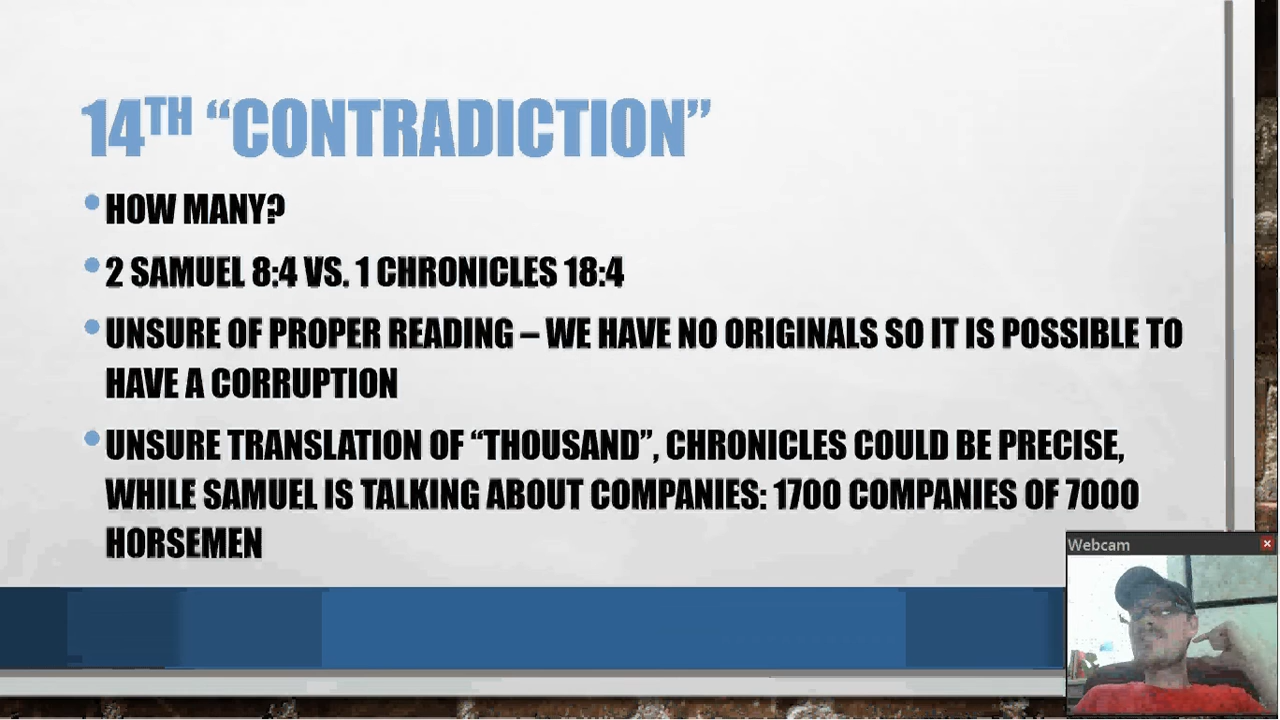 14TH “CONTRADICTION”
HOW MANY?
2 SAMUEL 8:4 VS. 1 CHRONICLES 18:4
UNSURE OF PROPER READING – WE HAVE NO ORIGINALS SO IT IS POSSIBLE TO
HAVE A CORRUPTION
UNSURE TRANSLATION OF “THOUSAND”, CHRONICLES COULD BE PRECISE,
WHILE SAMUEL IS TALKING ABOUT COMPANIES: 1700 COMPANIES OF 7000
HORSEMEN
Webcam